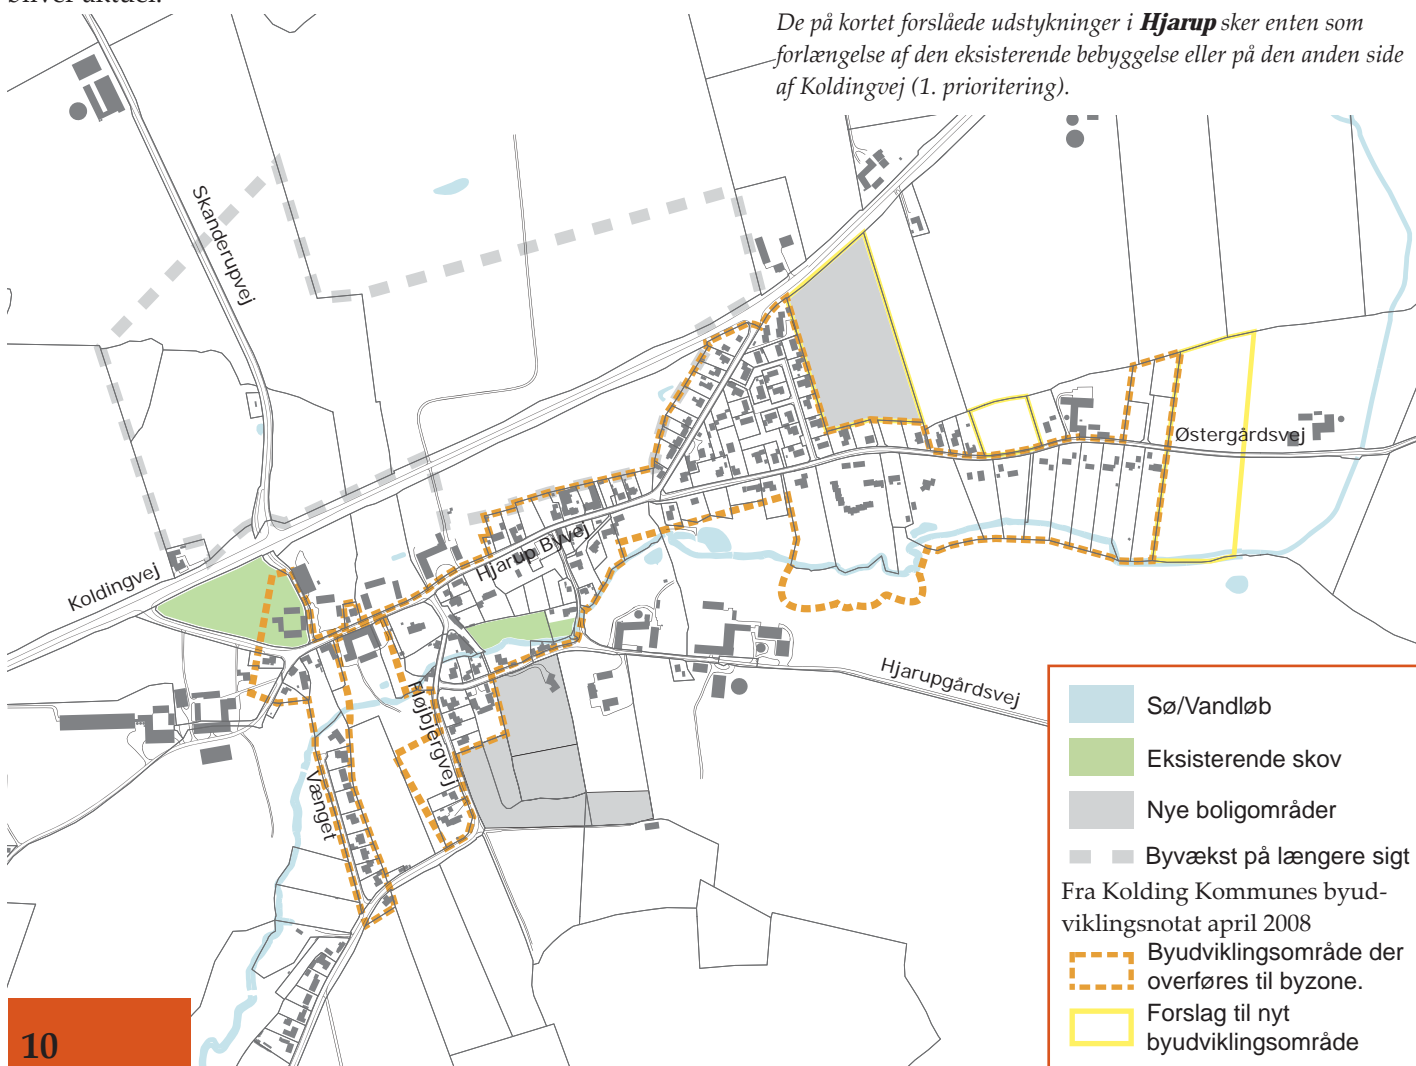 bliver aktuel.
De på kortet forslåede udstykninger i Hjarup sker enten som
forlængelse af den eksisterende bebyggelse eller på den anden side
af Koldingvej (1. prioritering).
Skanderupvej
Østergårdsvej
Hjarup Byvej
Koldingvej
Hjarupgårdsvej
Fløjbjergvej
Vænget
Sø/Vandløb
Eksisterende skov
Nye boligområder
Byvækst på længere sigt
Fra Kolding Kommunes byud-
viklingsnotat april 2008
Byudviklingsområde der
overføres til byzone.
Forslag til nyt
byudviklingsområde
10